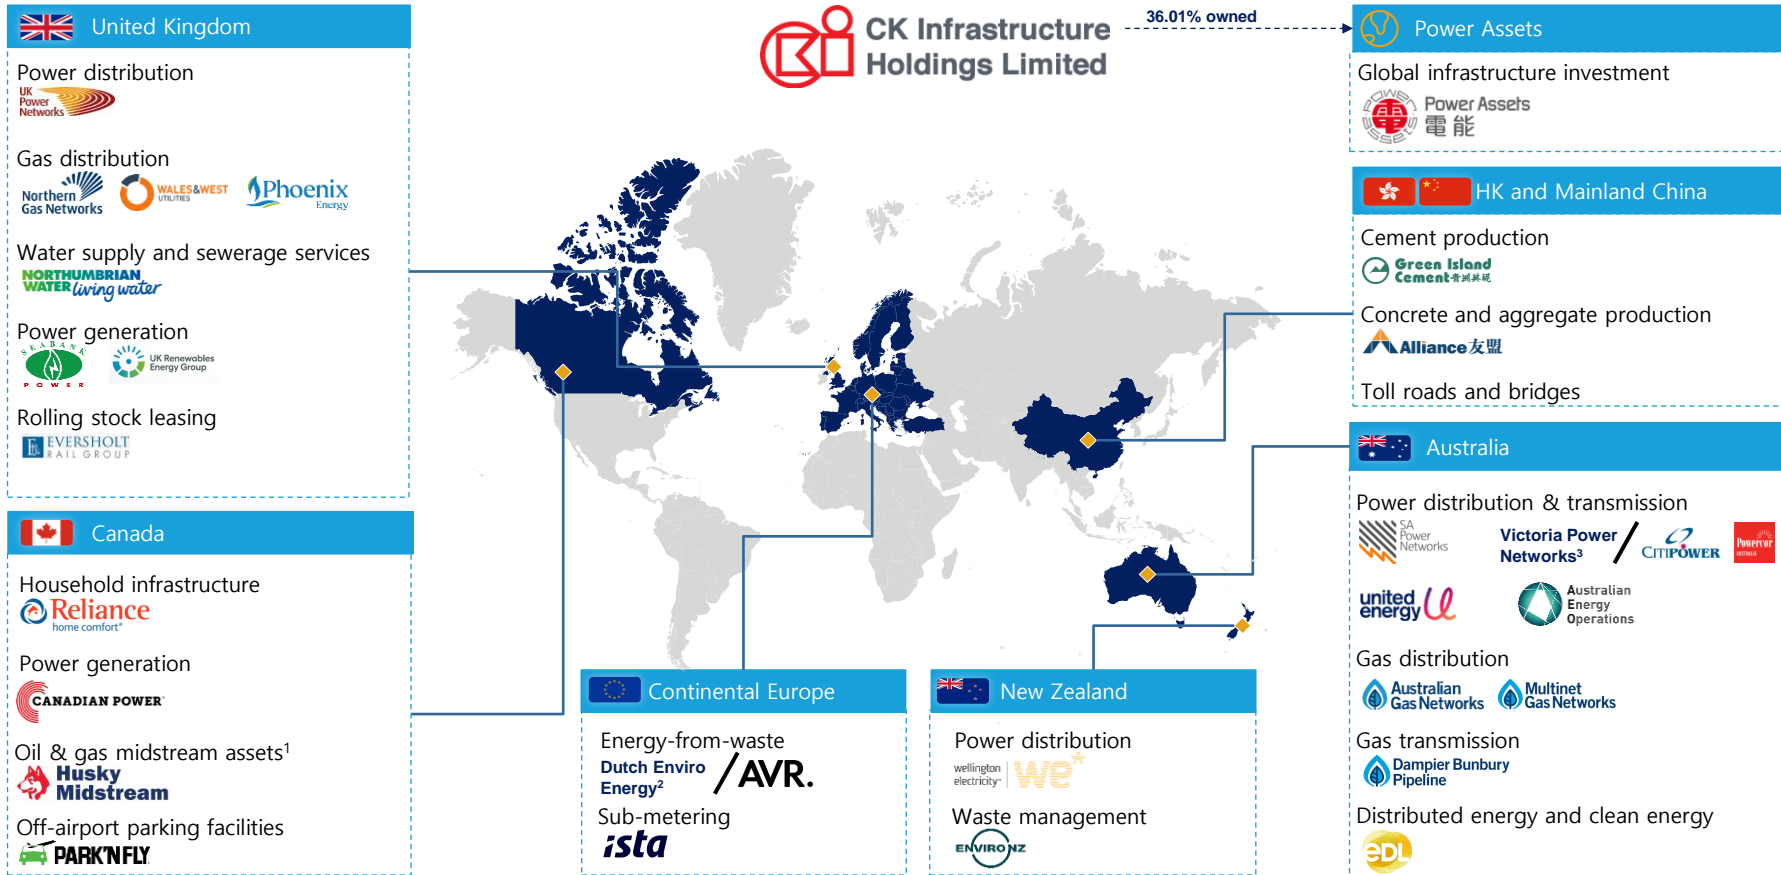 United Kingdom
Power distribution
UK
Power
Networks
Gas distribution
Northern
Gas Networks
WALES&WEST
UTILITIES
Phoenix
Energy
Water supply and sewerage services
NORTHUMBRIAN
WATER living water
Power generation
SEABANK
POWER
UK Renewables
Energy Group
Rolling stock leasing
EVERSHOLT
RAIL GROUP
Canada
Household infrastructure
Reliance
home comfort
Power generation
CANADIAN POWER
Oil & gas midstream assets¹
Husky
Midstream
Off-airport parking facilities
PARK'N FLY
CK Infrastructure
Holdings Limited
36.01% owned
Continental Europe
Energy-from-waste
Dutch Enviro
Energy²
/AVR.
Sub-metering
ista
New Zealand
Power distribution
wellington
electricity
we*
Waste management
ENVIRONZ
Power Assets
Global infrastructure investment
POWER ASSETS
Power Assets
電能
HK and Mainland China
Cement production
Green Island
Cement 青洲英坭
Concrete and aggregate production
Alliance 友盟
Toll roads and bridges
Australia
Power distribution & transmission
SA
Power
Networks
Victoria Power
Networks³
/
CITIPOWER
Powercor
AUSTRALIA
united
energy
Australian
Energy
Operations
Gas distribution
Australian
Gas Networks
Multinet
Gas Networks
Gas transmission
Dampier Bunbury
Pipeline
Distributed energy and clean energy
EDL